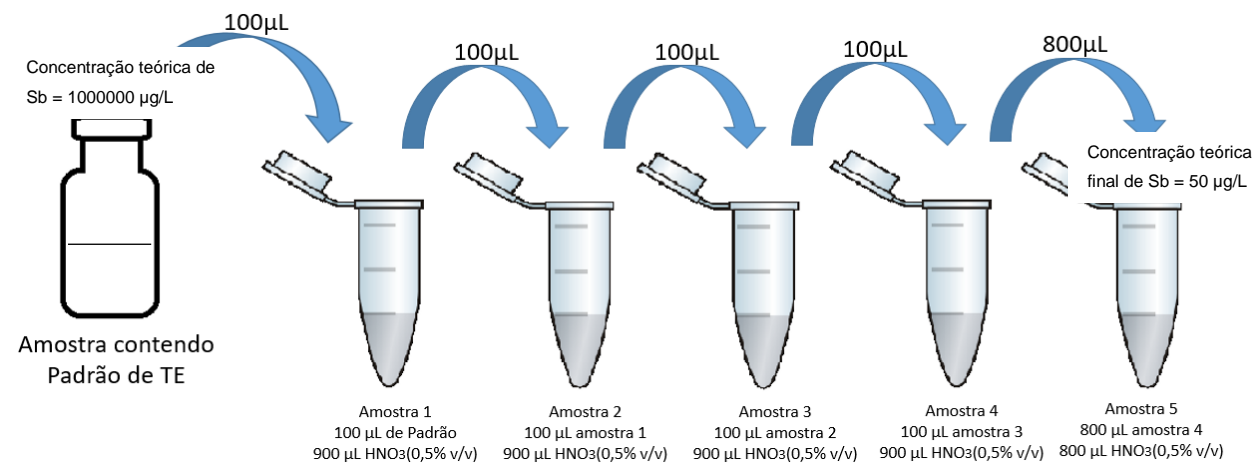 100µL
100µL
100µL
100µL
800µL
Concentração teórica de
Sb = 1000000 µg/L
Concentração teórica
final de Sb = 50 µg/L
Amostra contendo
Padrão de TE
Amostra 1
100 µL de Padrão
900 µL HNO3(0,5% v/v)
Amostra 2
100 µL amostra 1
900 µL HNO3(0,5% v/v)
Amostra 3
100 µL amostra 2
900 µL HNO3(0,5% v/v)
Amostra 4
100 µL amostra 3
900 µL HNO3(0,5% v/v)
Amostra 5
800 µL amostra 4
800 µL HNO3(0,5% v/v)